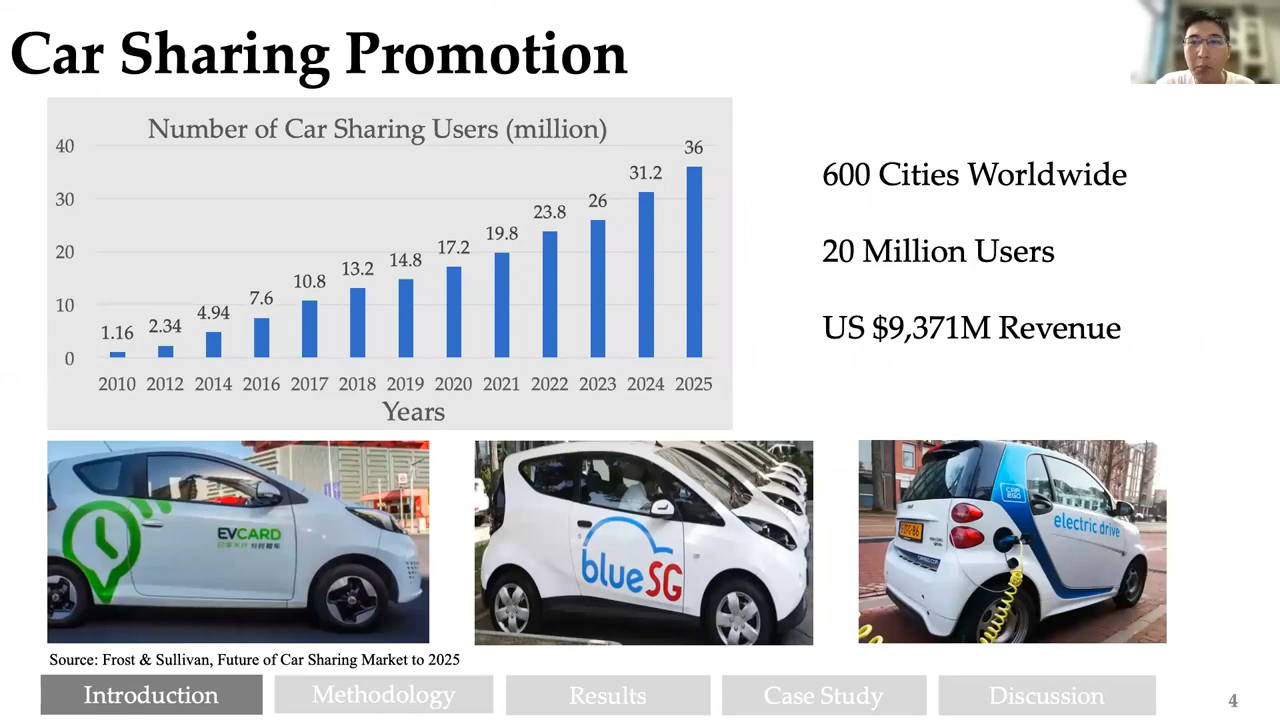 Car Sharing Promotion
Number of Car Sharing Users (million)
40
30
20
10
0
1.16
2.34
4.94
7.6
10.8
13.2
14.8
17.2
19.8
23.8
26
31.2
36
2010 2012 2014 2016 2017 2018 2019 2020 2021 2022 2023 2024 2025
Years
600 Cities Worldwide
20 Million Users
US $9,371M Revenue
EVCARD
blueSG
CAR2GO
electric drive
Source: Frost & Sullivan, Future of Car Sharing Market to 2025
Introduction
Methodology
Results
Case Study
Discussion
4